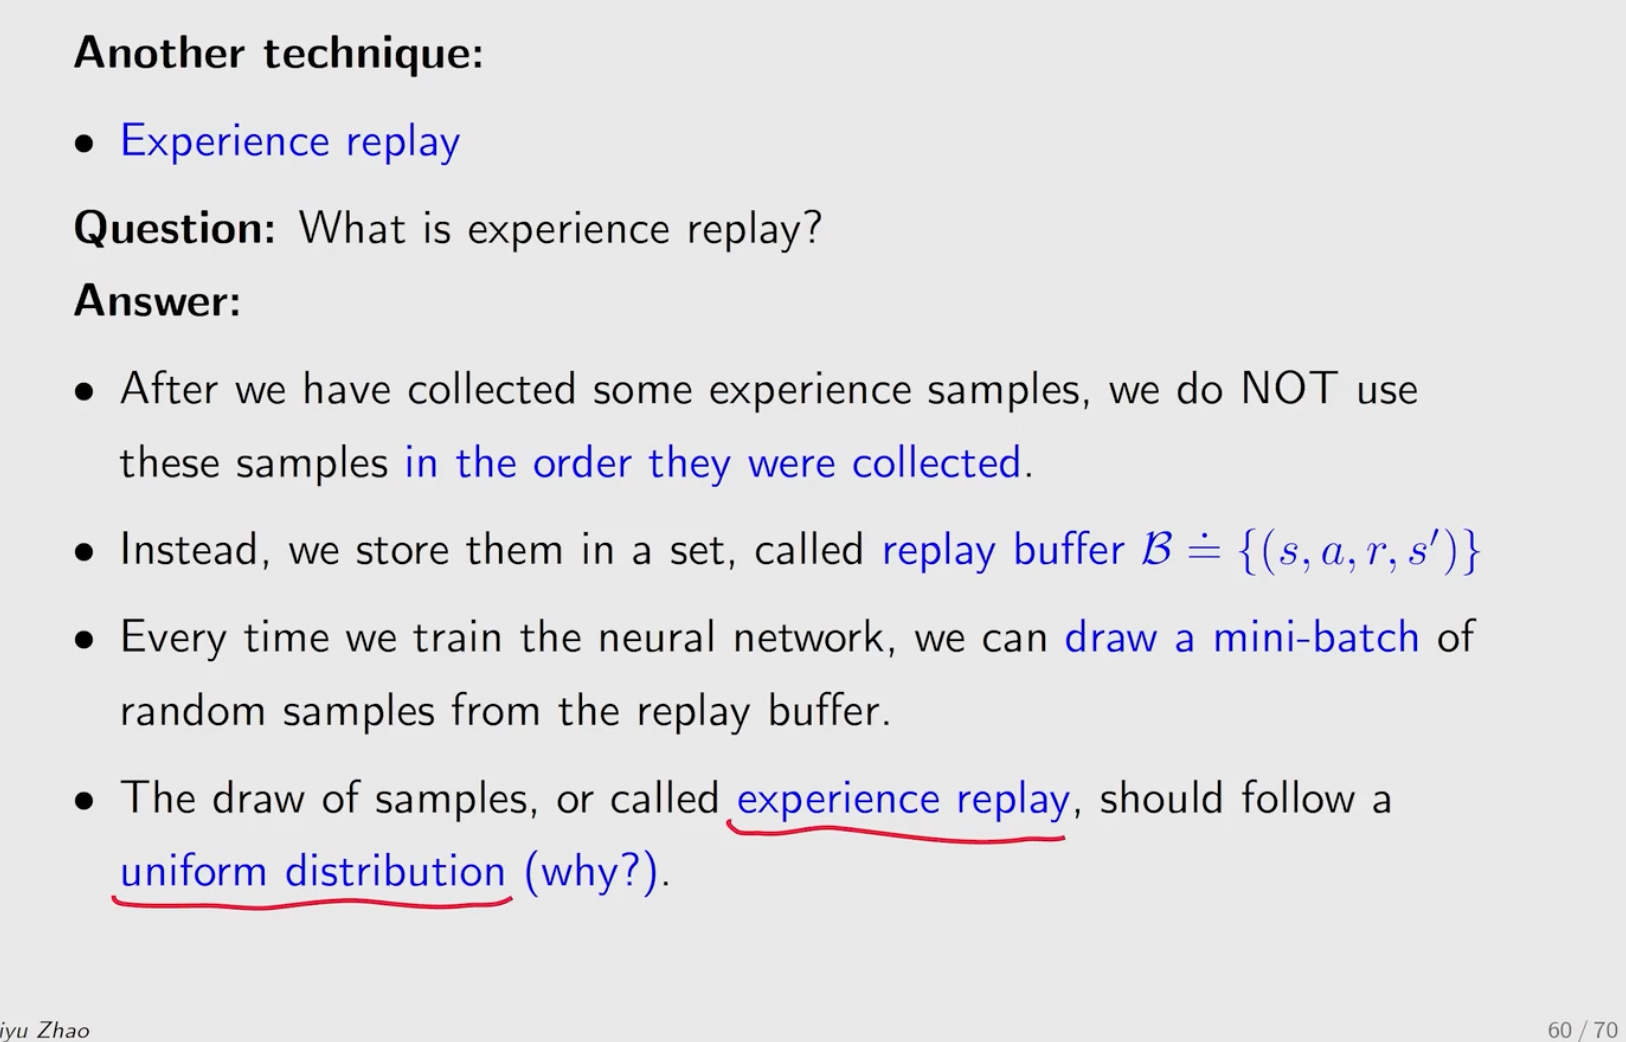 Another technique:
• Experience replay
Question: What is experience replay?
Answer:
• After we have collected some experience samples, we do NOT use
these samples in the order they were collected.
• Instead, we store them in a set, called replay buffer ℬ ≐ {(s, a, r, s′)}
• Every time we train the neural network, we can draw a mini-batch of
random samples from the replay buffer.
• The draw of samples, or called experience replay, should follow a
uniform distribution (why?).
iyu Zhao
60 / 70